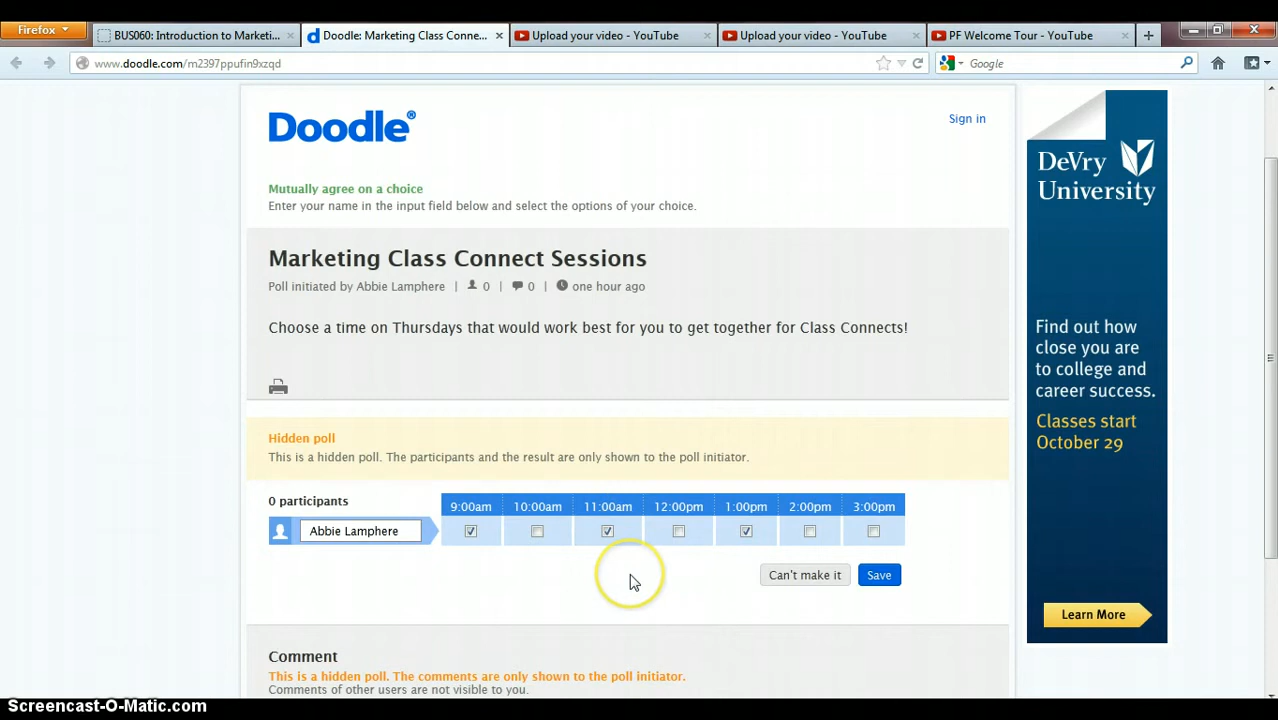 Firefox
BUS060: Introduction to Marketi...
Doodle: Marketing Class Conne...
Upload your video - YouTube
Upload your video - YouTube
PF Welcome Tour - YouTube
www.doodle.com/m2397ppufin9xzqd
Google
Doodle®
Sign in
Mutually agree on a choice
Enter your name in the input field below and select the options of your choice.
Marketing Class Connect Sessions
Poll initiated by Abbie Lamphere | 0 | 0 | one hour ago
Choose a time on Thursdays that would work best for you to get together for Class Connects!
Hidden poll
This is a hidden poll. The participants and the result are only shown to the poll initiator.
0 participants
9:00am 10:00am 11:00am 12:00pm 1:00pm 2:00pm 3:00pm
Abbie Lamphere
Can't make it
Save
Comment
This is a hidden poll. The comments are only shown to the poll initiator.
Comments of other users are not visible to you.
DeVry
University
Find out how
close you are
to college and
career success.
Classes start
October 29
Learn More
Screencast-O-Matic.com